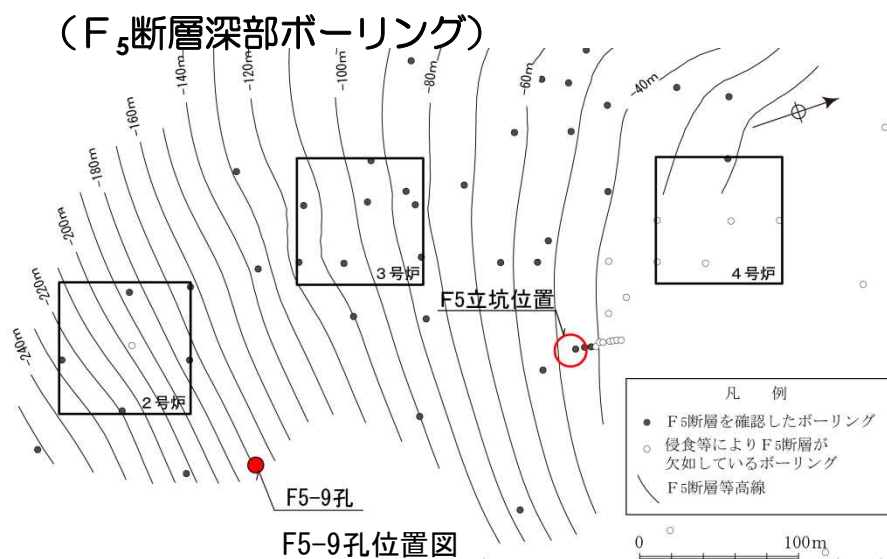 （F₅断層深部ボーリング）
-140m
-120m
-100m
-80m
-60m
-40m
-160m
-180m
-200m
-220m
-240m
3号炉
4号炉
2号炉
F5立坑位置
F5-9孔
F5-9孔位置図
凡　例
F5断層を確認したボーリング
侵食等によりF5断層が
欠如しているボーリング
F5断層等高線
0
100m